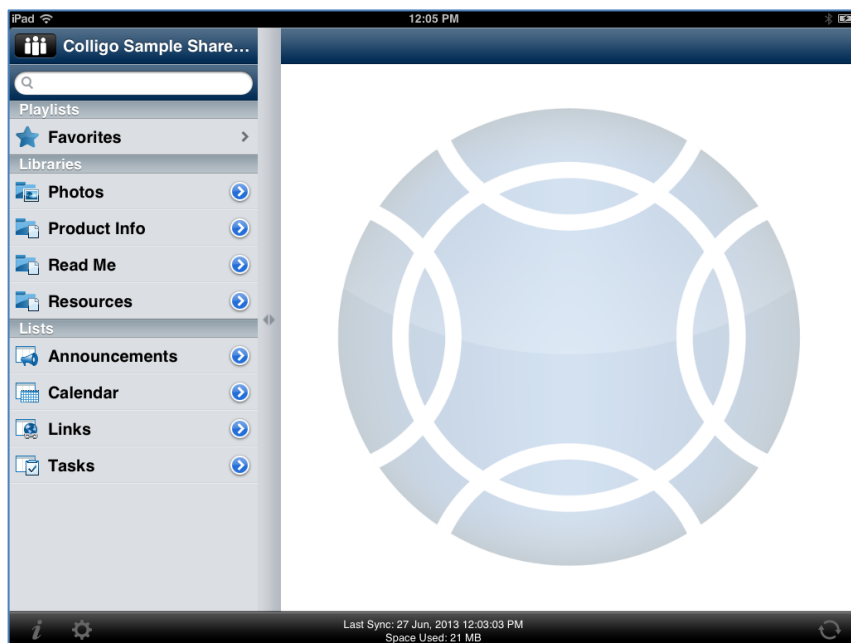 iPad
12:05 PM
Colligo Sample Share...
Playlists
Favorites
Libraries
Photos
Product Info
Read Me
Resources
Lists
Announcements
Calendar
Links
Tasks
Last Sync: 27 Jun, 2013 12:03:03 PM
Space Used: 21 MB